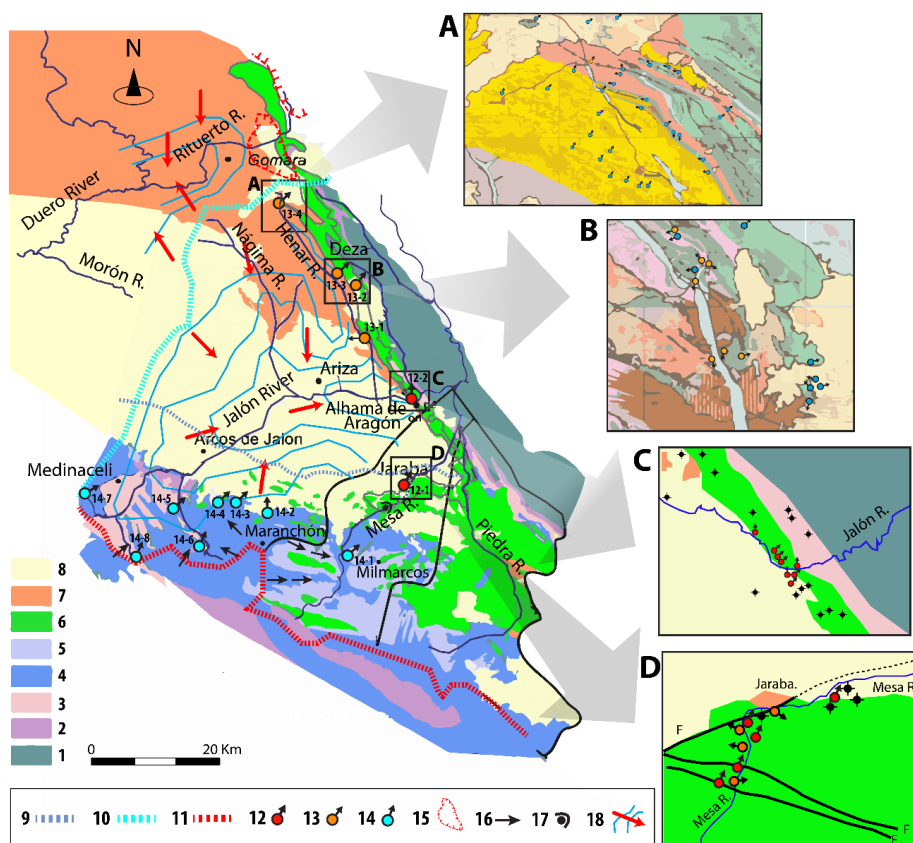 A
N
Rituerto R.
Gomara
Duero River
A
13-4
Morón R.
Nágima R.
Henar R.
Deza
B
13-3
13-2
13-1
B
Ariza
12-2
C
Jalón River
Alhama de
Aragón
Arcos de Jalon
Medinaceli
Jaraba
D
12-1
14-7
14-5
14-4
14-3
14-2
Mesa R.
Maranchón
14-8
14-6
14-1
Milmarcos
Piedra R.
C
Jalón R.
8
7
6
5
4
3
2
1
0
20 Km
D
Jaraba.
Mesa R
F
Mesa R.
F
F
9
10
11
12
13
14
15
16
17
18